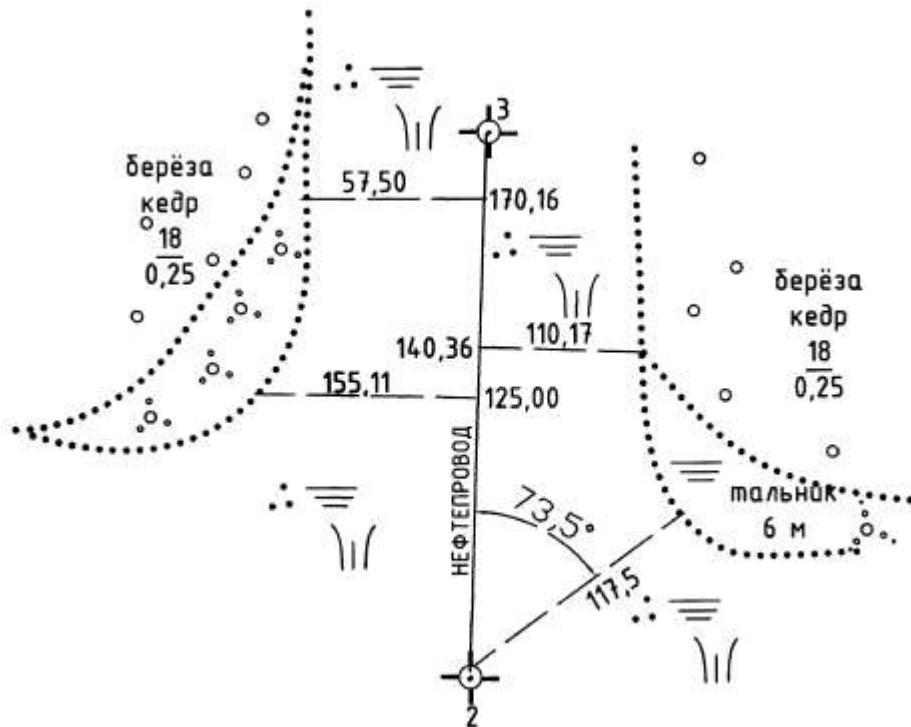 3
берёза
кедр
18
0,25
57,50
170,16
берёза
кедр
18
0,25
140,36
110,17
155,11
125,00
НЕФТЕПРОВОД
73,5°
тальник
6 м
117,5
2